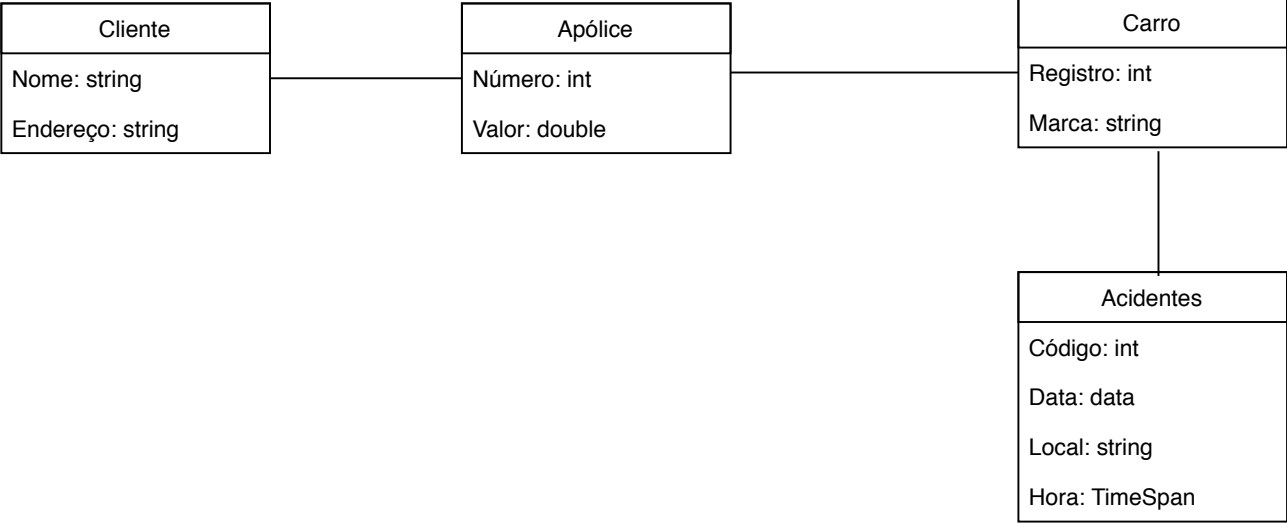 Cliente
Nome: string
Endereço: string
Apólice
Número: int
Valor: double
Carro
Registro: int
Marca: string
Acidentes
Código: int
Data: data
Local: string
Hora: TimeSpan